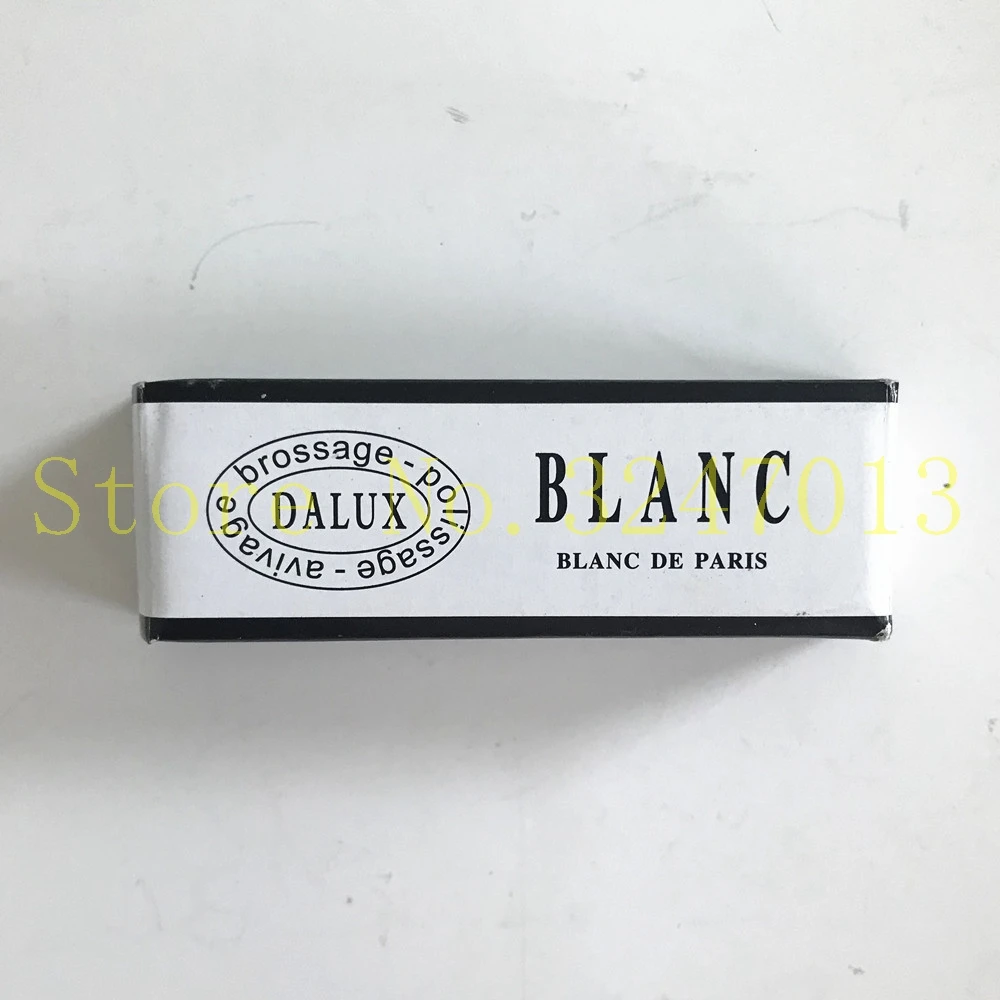 brossage - polissage - avivage
DALUX
BLANC
BLANC DE PARIS
Store No. 3247013